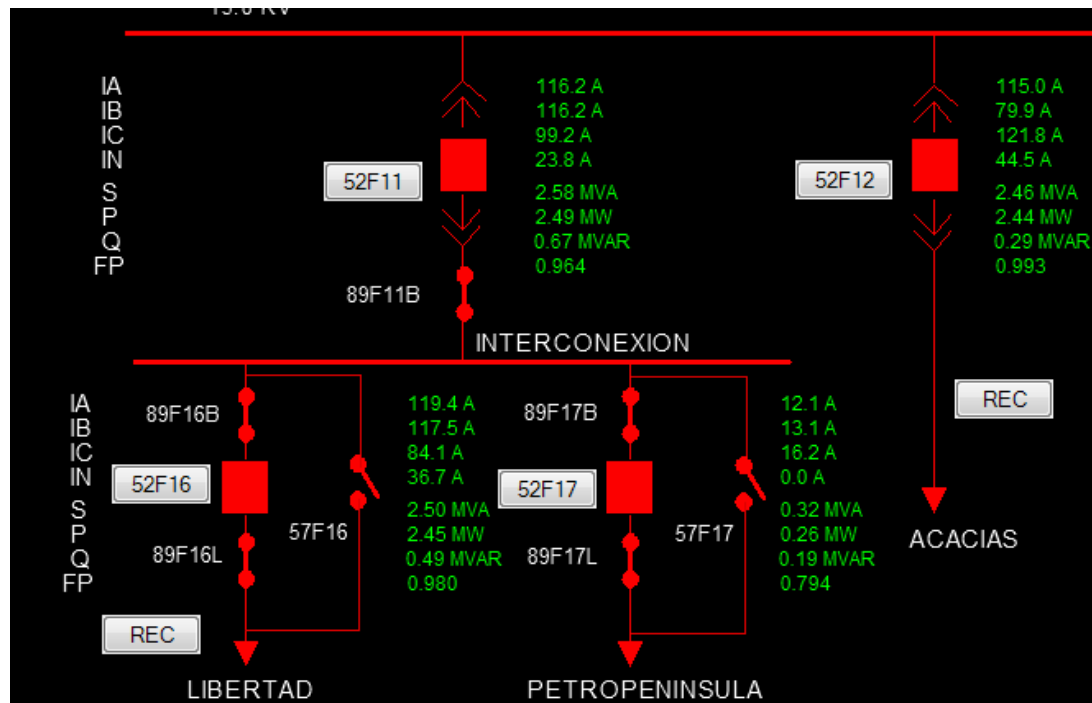 IA
IB
IC
IN
S
P
Q
FP
52F11
116.2 A
116.2 A
99.2 A
23.8 A
2.58 MVA
2.49 MW
0.67 MVAR
0.964
52F12
115.0 A
79.9 A
121.8 A
44.5 A
2.46 MVA
2.44 MW
0.29 MVAR
0.993
89F11B
INTERCONEXION
IA
IB
IC
IN
S
P
Q
FP
89F16B
52F16
89F16L
57F16
119.4 A
117.5 A
84.1 A
36.7 A
2.50 MVA
2.45 MW
0.49 MVAR
0.980
89F17B
52F17
89F17L
57F17
12.1 A
13.1 A
16.2 A
0.0 A
0.32 MVA
0.26 MW
0.19 MVAR
0.794
REC
ACACIAS
REC
LIBERTAD
PETROPENINSULA